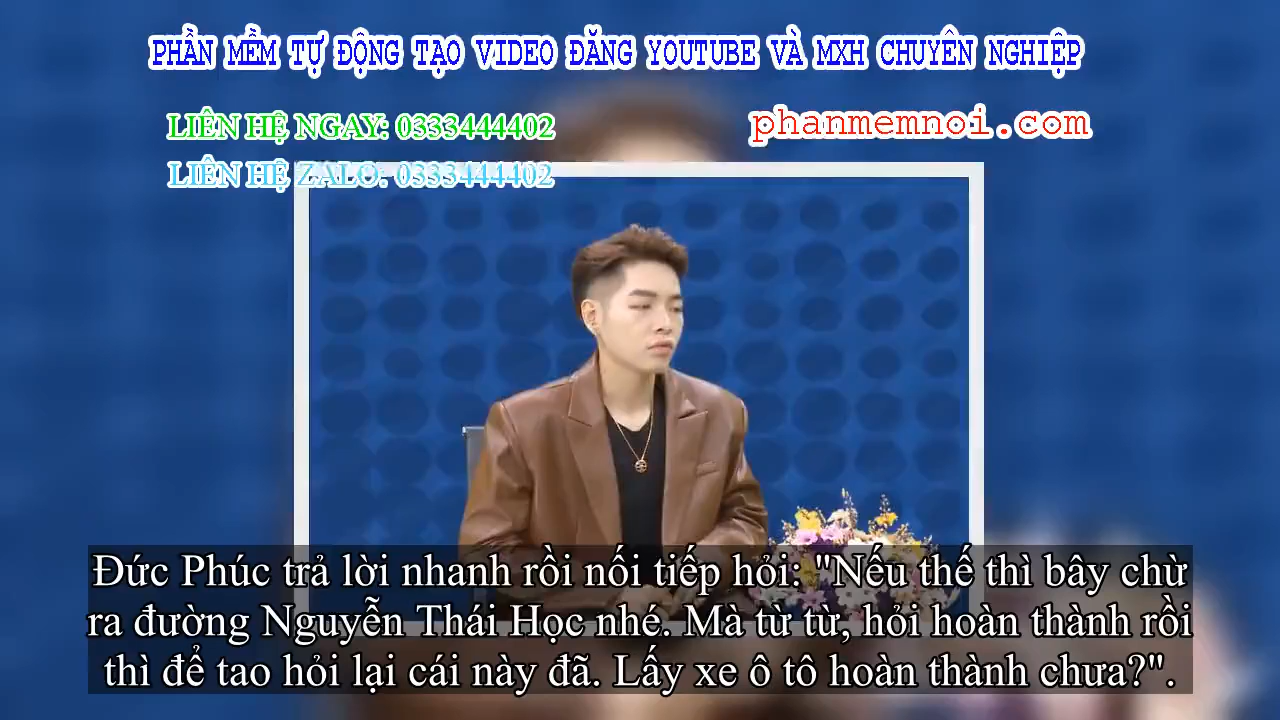 PHẦN MỀM TỰ ĐỘNG TẠO VIDEO ĐĂNG YOUTUBE VÀ MXH CHUYÊN NGHIỆP
LIÊN HỆ NGAY: 0333444402
phanmemnoi.com
LIÊN HỆ ZALO: 0333444402
Đức Phúc trả lời nhanh rồi nối tiếp hỏi: "Nếu thế thì bây chừ
ra đường Nguyễn Thái Học nhé. Mà từ từ, hỏi hoàn thành rồi
thì để tao hỏi lại cái này đã. Lấy xe ô tô hoàn thành chưa?".